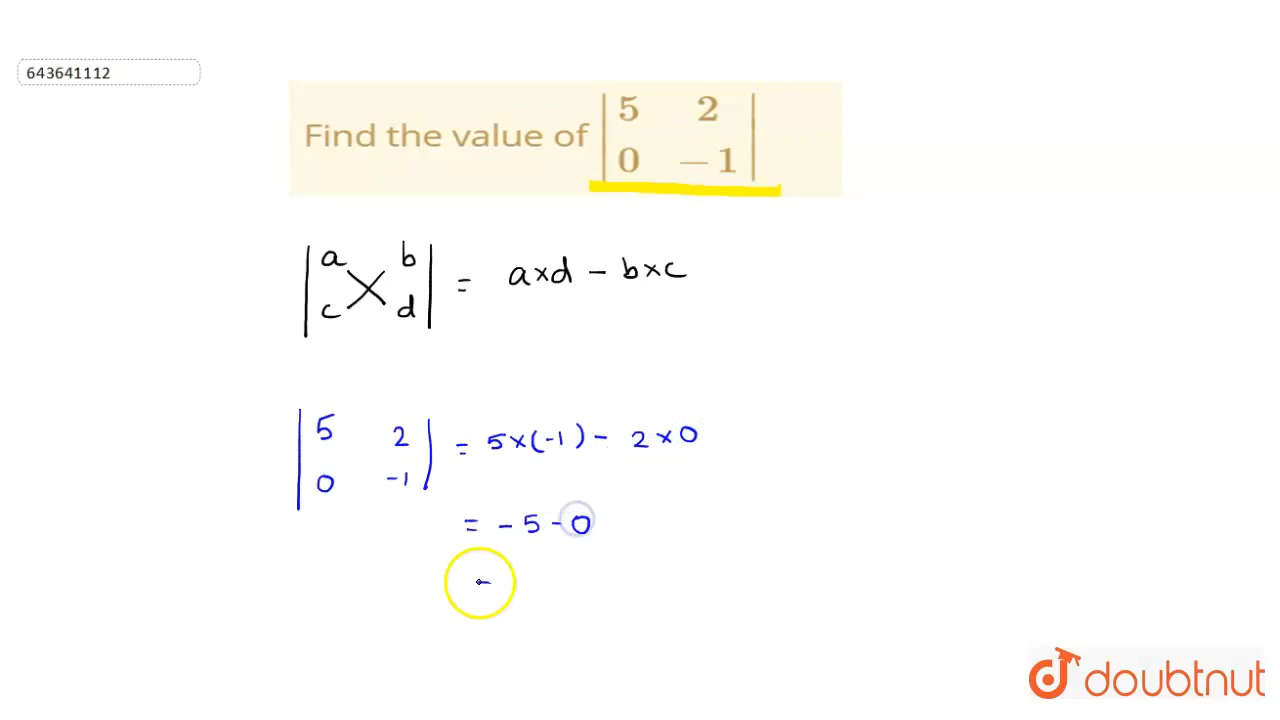 643641112
Find the value of | 5 2 |
| 0 −1 |
| a b | = a×d − b×c
| c d |
| 5 2 | = 5×(-1) − 2×0
| 0 -1 |
= -5-0
doubtnut